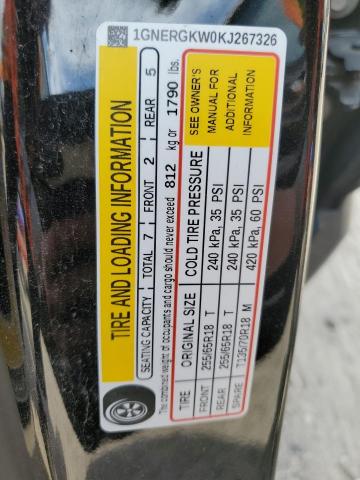 1GNERGKW0KJ267326
TIRE AND LOADING INFORMATION
SEATING CAPACITY TOTAL 7 FRONT 2 REAR 5
The combined weight of occupants and cargo should never exceed 812 kg or 1790 lbs.
TIRE ORIGINAL SIZE COLD TIRE PRESSURE
FRONT 255/65R18 T 240 kPa, 35 PSI
REAR 255/65R18 T 240 kPa, 35 PSI
SPARE T135/70R18 M 420 kPa, 60 PSI
SEE OWNER'S
MANUAL FOR
ADDITIONAL
INFORMATION